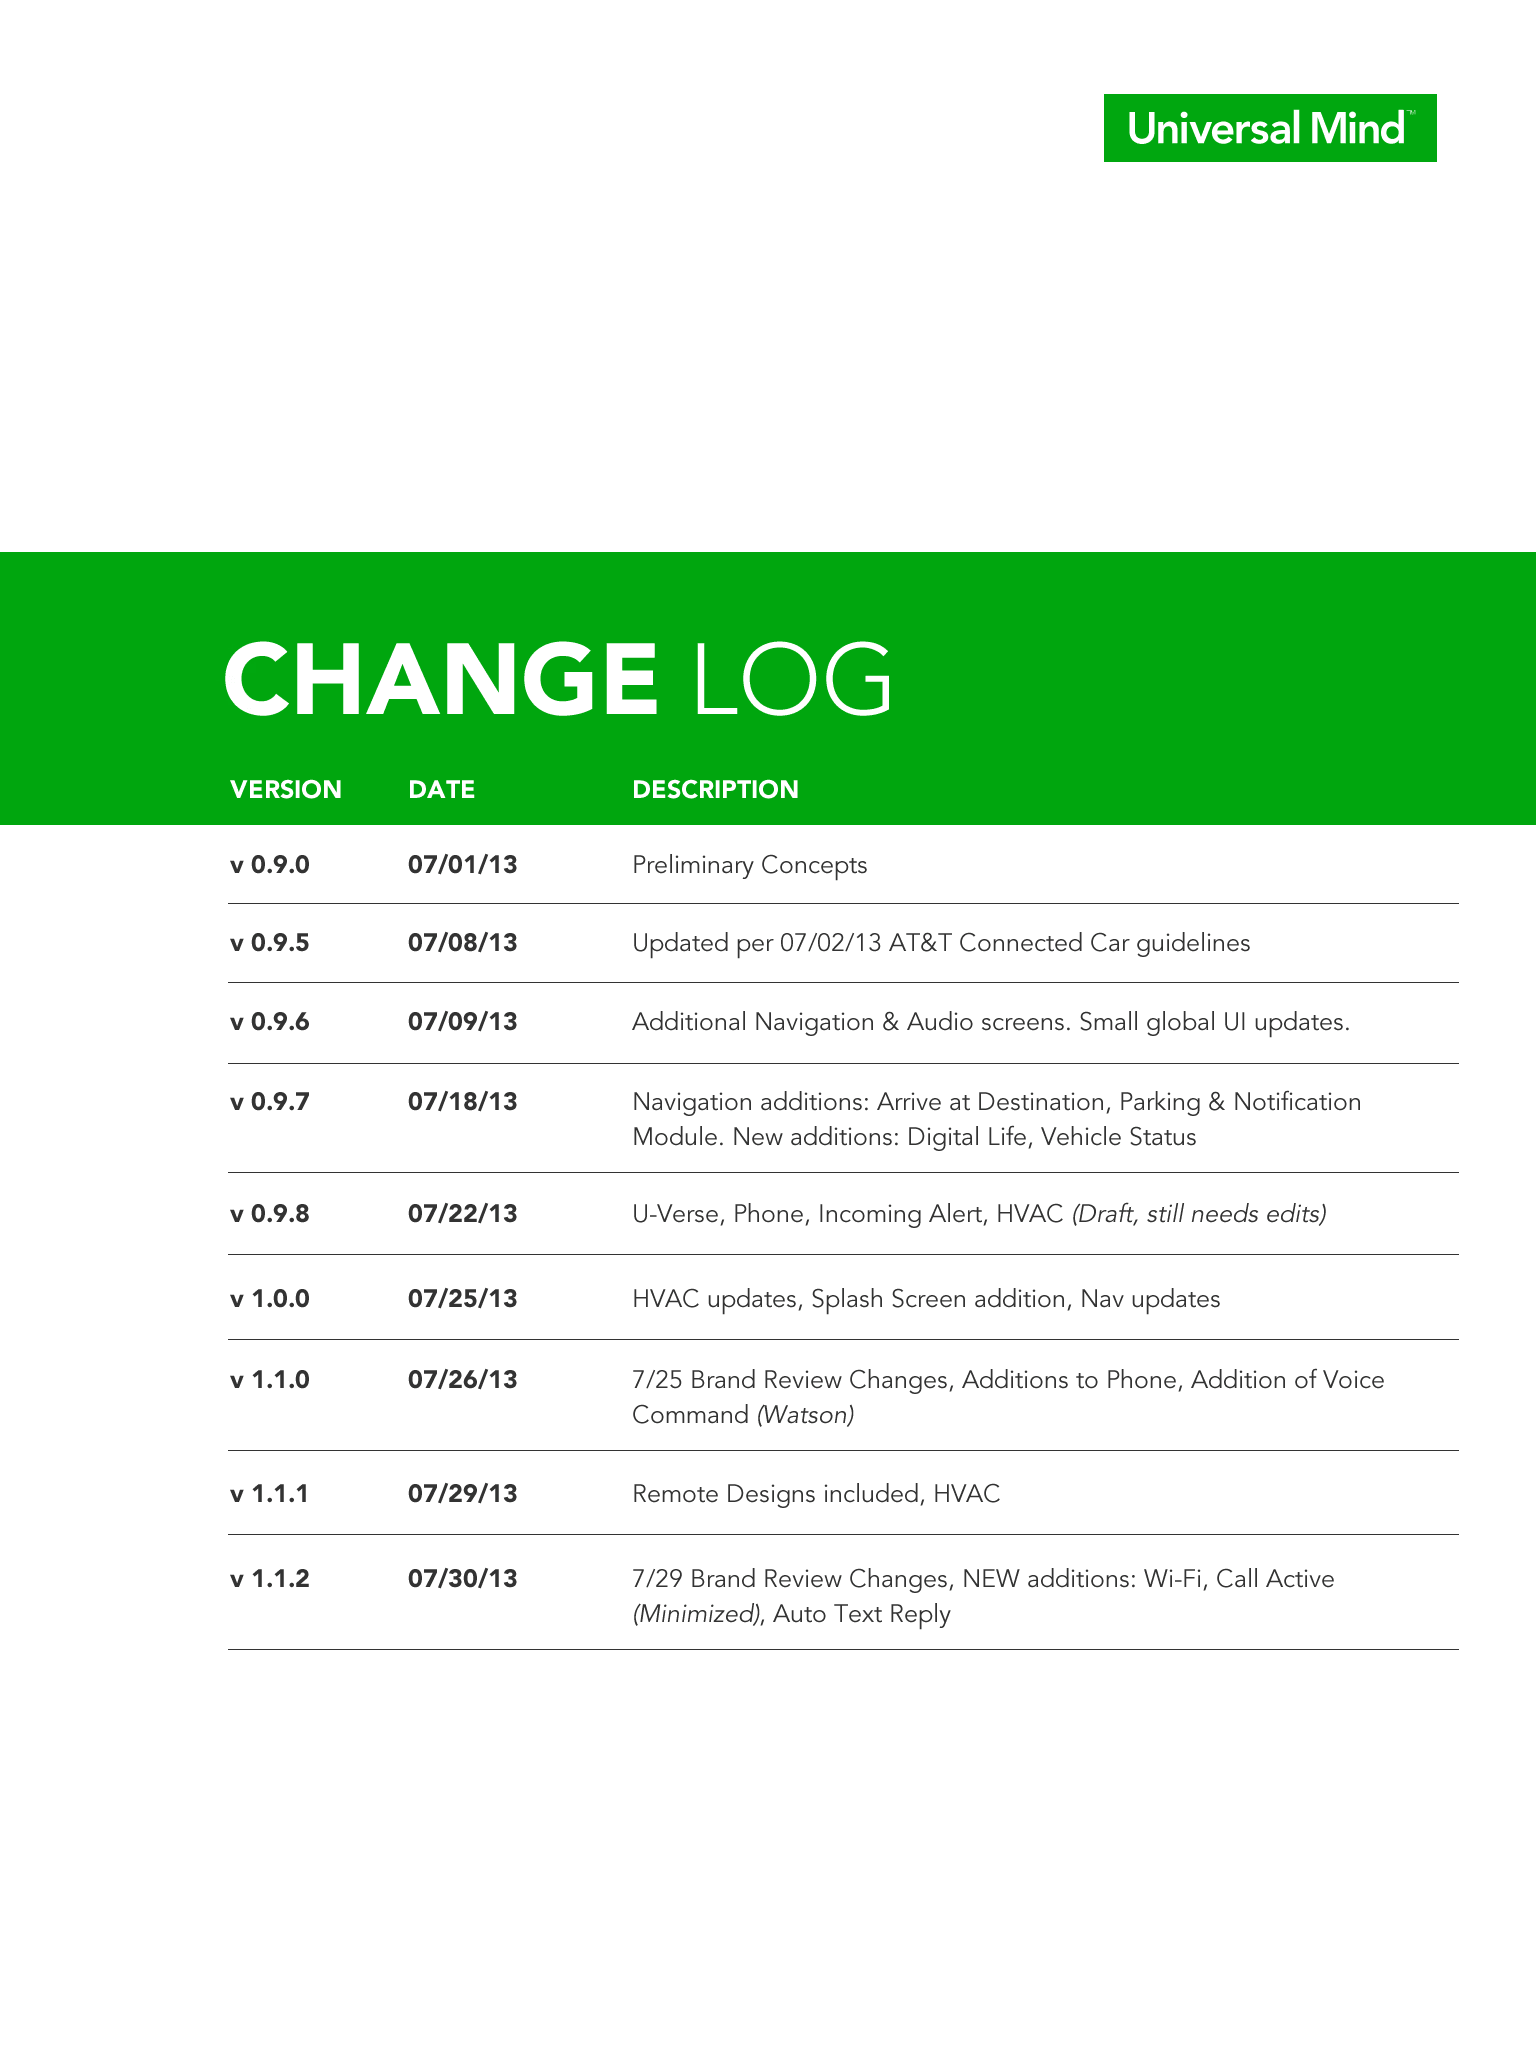 Universal Mind™
CHANGE LOG
VERSION DATE DESCRIPTION
v 0.9.0 07/01/13 Preliminary Concepts
v 0.9.5 07/08/13 Updated per 07/02/13 AT&T Connected Car guidelines
v 0.9.6 07/09/13 Additional Navigation & Audio screens. Small global UI updates.
v 0.9.7 07/18/13 Navigation additions: Arrive at Destination, Parking & Notification
Module. New additions: Digital Life, Vehicle Status
v 0.9.8 07/22/13 U-Verse, Phone, Incoming Alert, HVAC (Draft, still needs edits)
v 1.0.0 07/25/13 HVAC updates, Splash Screen addition, Nav updates
v 1.1.0 07/26/13 7/25 Brand Review Changes, Additions to Phone, Addition of Voice
Command (Watson)
v 1.1.1 07/29/13 Remote Designs included, HVAC
v 1.1.2 07/30/13 7/29 Brand Review Changes, NEW additions: Wi-Fi, Call Active
(Minimized), Auto Text Reply